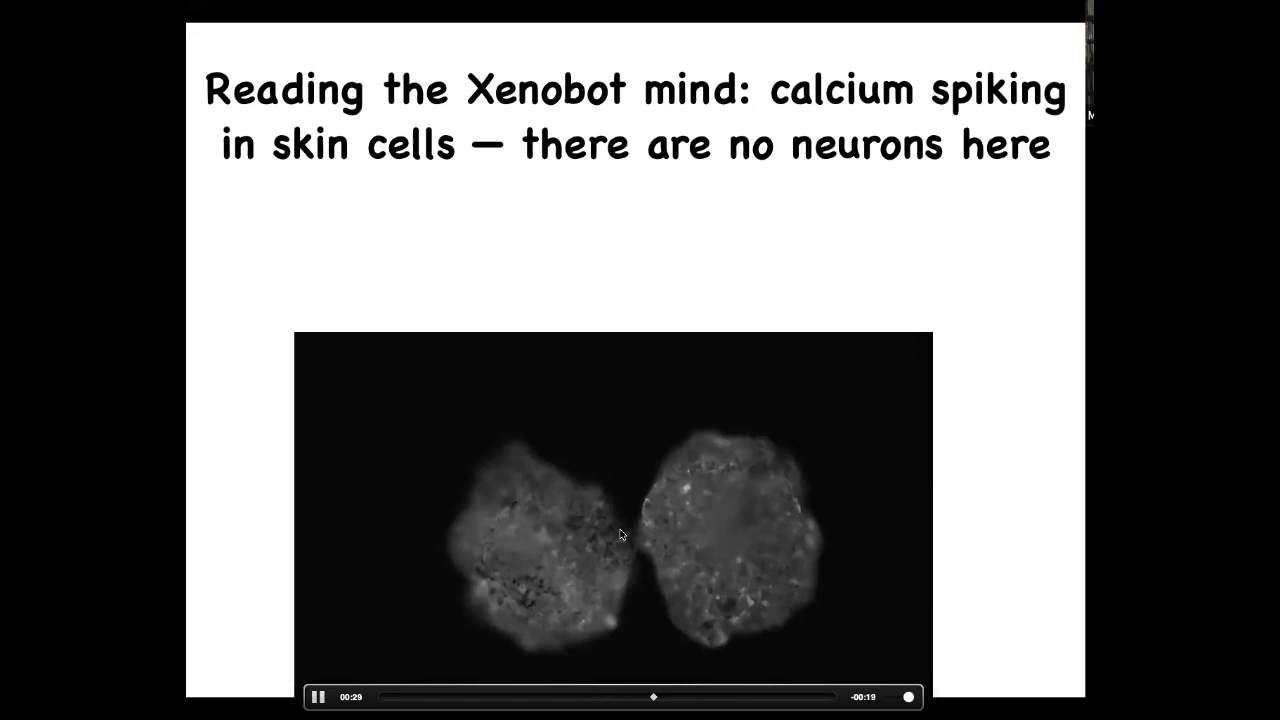 Reading the Xenobot mind: calcium spiking
in skin cells — there are no neurons here
M
00:29
-00:19